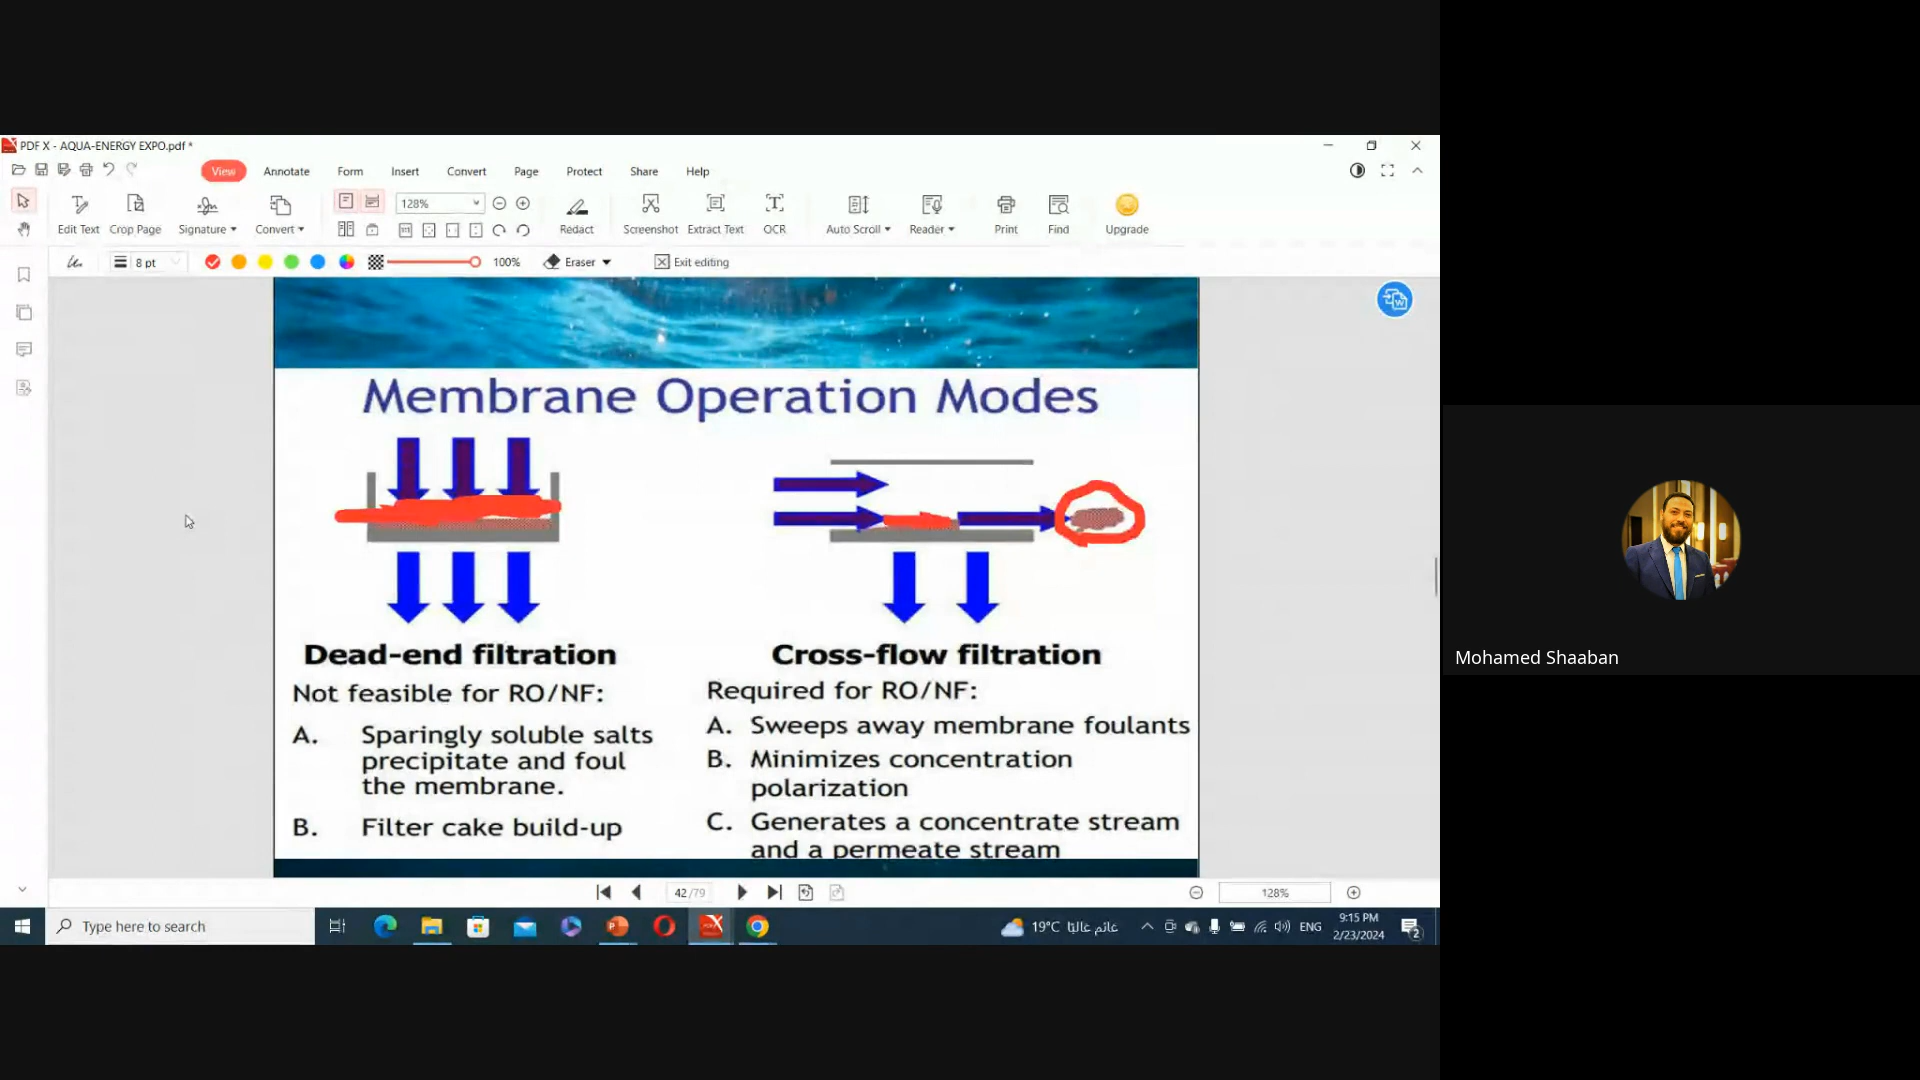 PDF X - AQUA-ENERGY EXPO.pdf *
View Annotate Form Insert Convert Page Protect Share Help
128%
Edit Text Crop Page Signature Convert Redact Screenshot Extract Text OCR Auto Scroll Reader Print Find Upgrade
8 pt 100% Eraser Exit editing
Membrane Operation Modes
Dead-end filtration
Not feasible for RO/NF:
A. Sparingly soluble salts
precipitate and foul
the membrane.
B. Filter cake build-up
Cross-flow filtration
Required for RO/NF:
A. Sweeps away membrane foulants
B. Minimizes concentration
polarization
C. Generates a concentrate stream
and a permeate stream
Mohamed Shaaban
42/79
128%
Type here to search
19°C غائم غالبًا
ENG
9:15 PM
2/23/2024
2